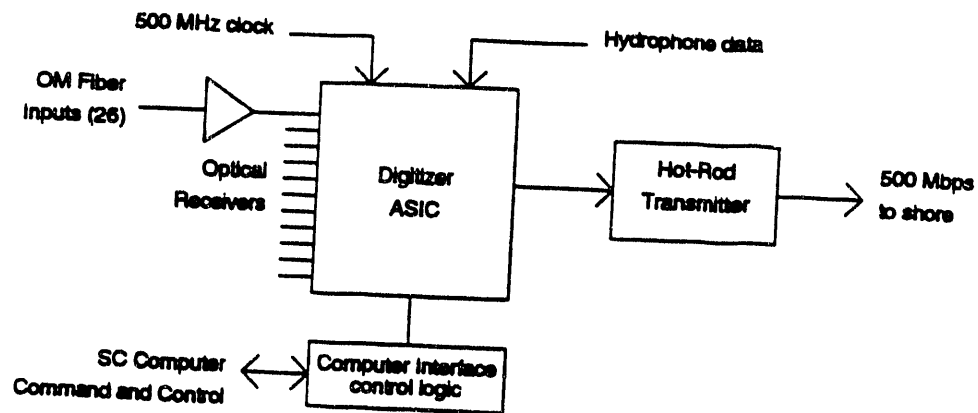 500 MHz clock
Hydrophone data
OM Fiber
Inputs (26)
Optical
Receivers
Digitizer
ASIC
Hot-Rod
Transmitter
500 Mbps
to shore
SC Computer
Command and Control
Computer Interface
control logic